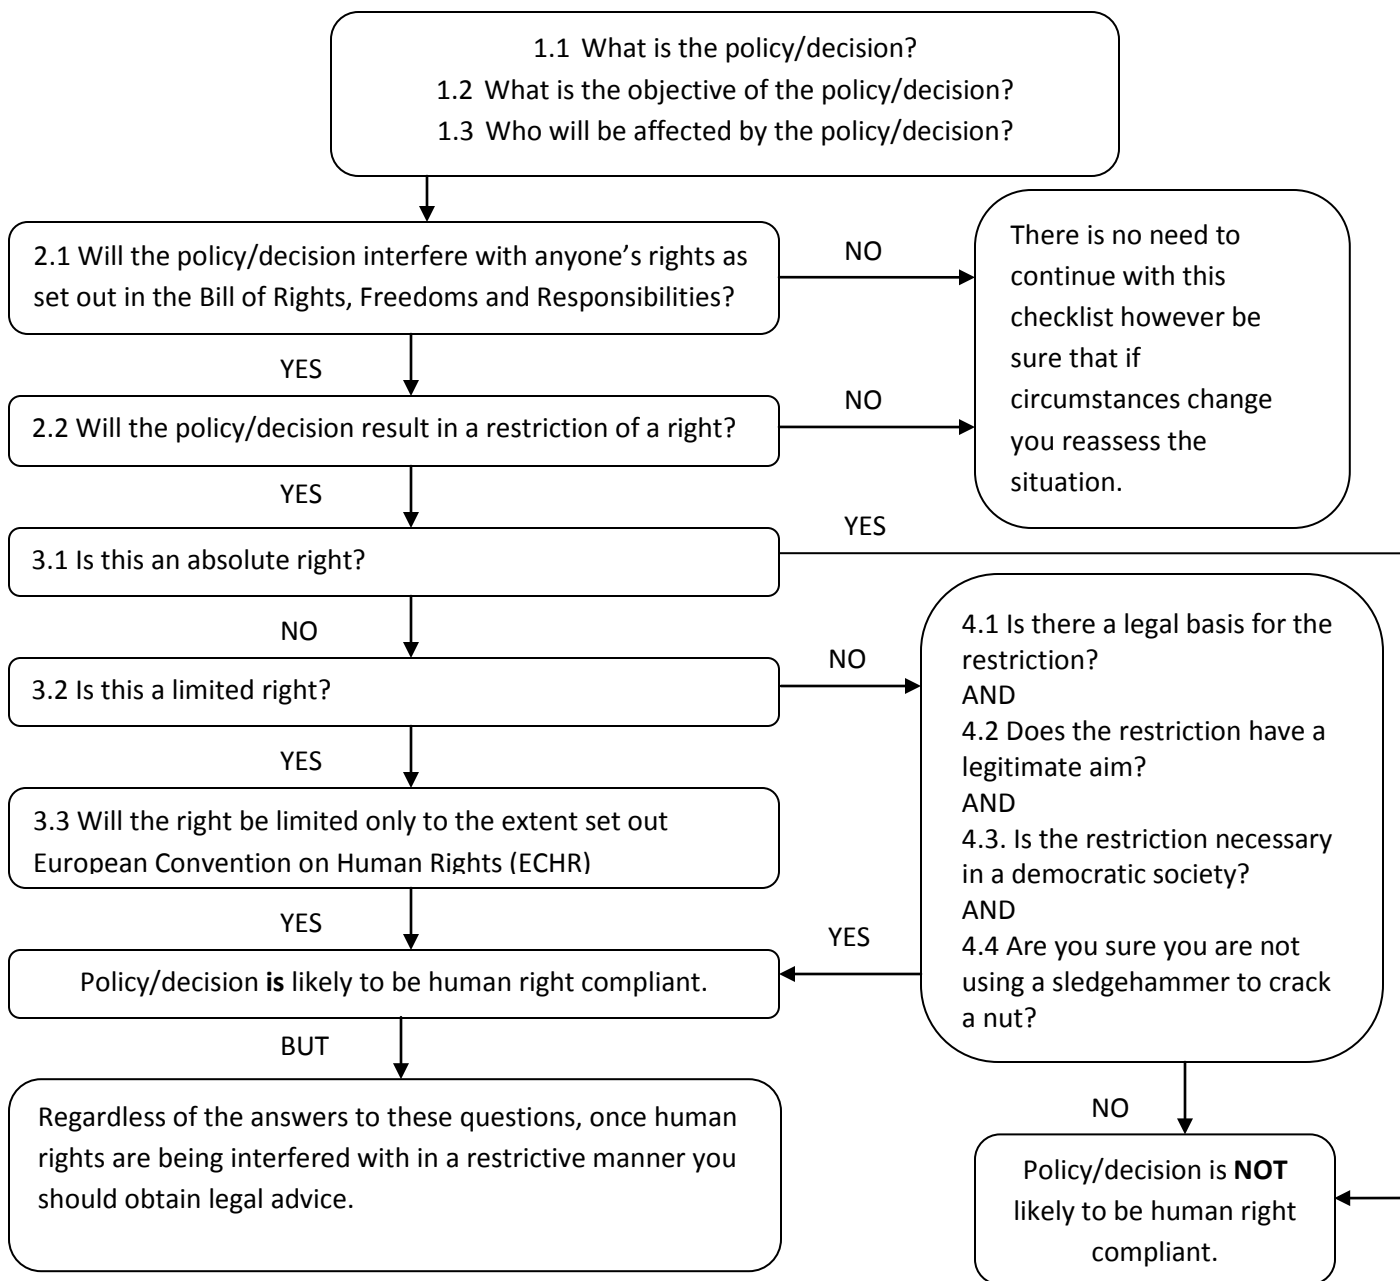 1.1 What is the policy/decision?
1.2 What is the objective of the policy/decision?
1.3 Who will be affected by the policy/decision?
2.1 Will the policy/decision interfere with anyone’s rights as
set out in the Bill of Rights, Freedoms and Responsibilities?
NO
There is no need to
continue with this
checklist however be
sure that if
circumstances change
you reassess the
situation.
YES
2.2 Will the policy/decision result in a restriction of a right?
NO
YES
3.1 Is this an absolute right?
YES
NO
3.2 Is this a limited right?
NO
4.1 Is there a legal basis for the
restriction?
AND
4.2 Does the restriction have a
legitimate aim?
AND
4.3. Is the restriction necessary
in a democratic society?
AND
4.4 Are you sure you are not
using a sledgehammer to crack
a nut?
YES
3.3 Will the right be limited only to the extent set out
European Convention on Human Rights (ECHR)
YES
YES
Policy/decision is likely to be human right compliant.
BUT
Regardless of the answers to these questions, once human
rights are being interfered with in a restrictive manner you
should obtain legal advice.
NO
Policy/decision is NOT
likely to be human right
compliant.